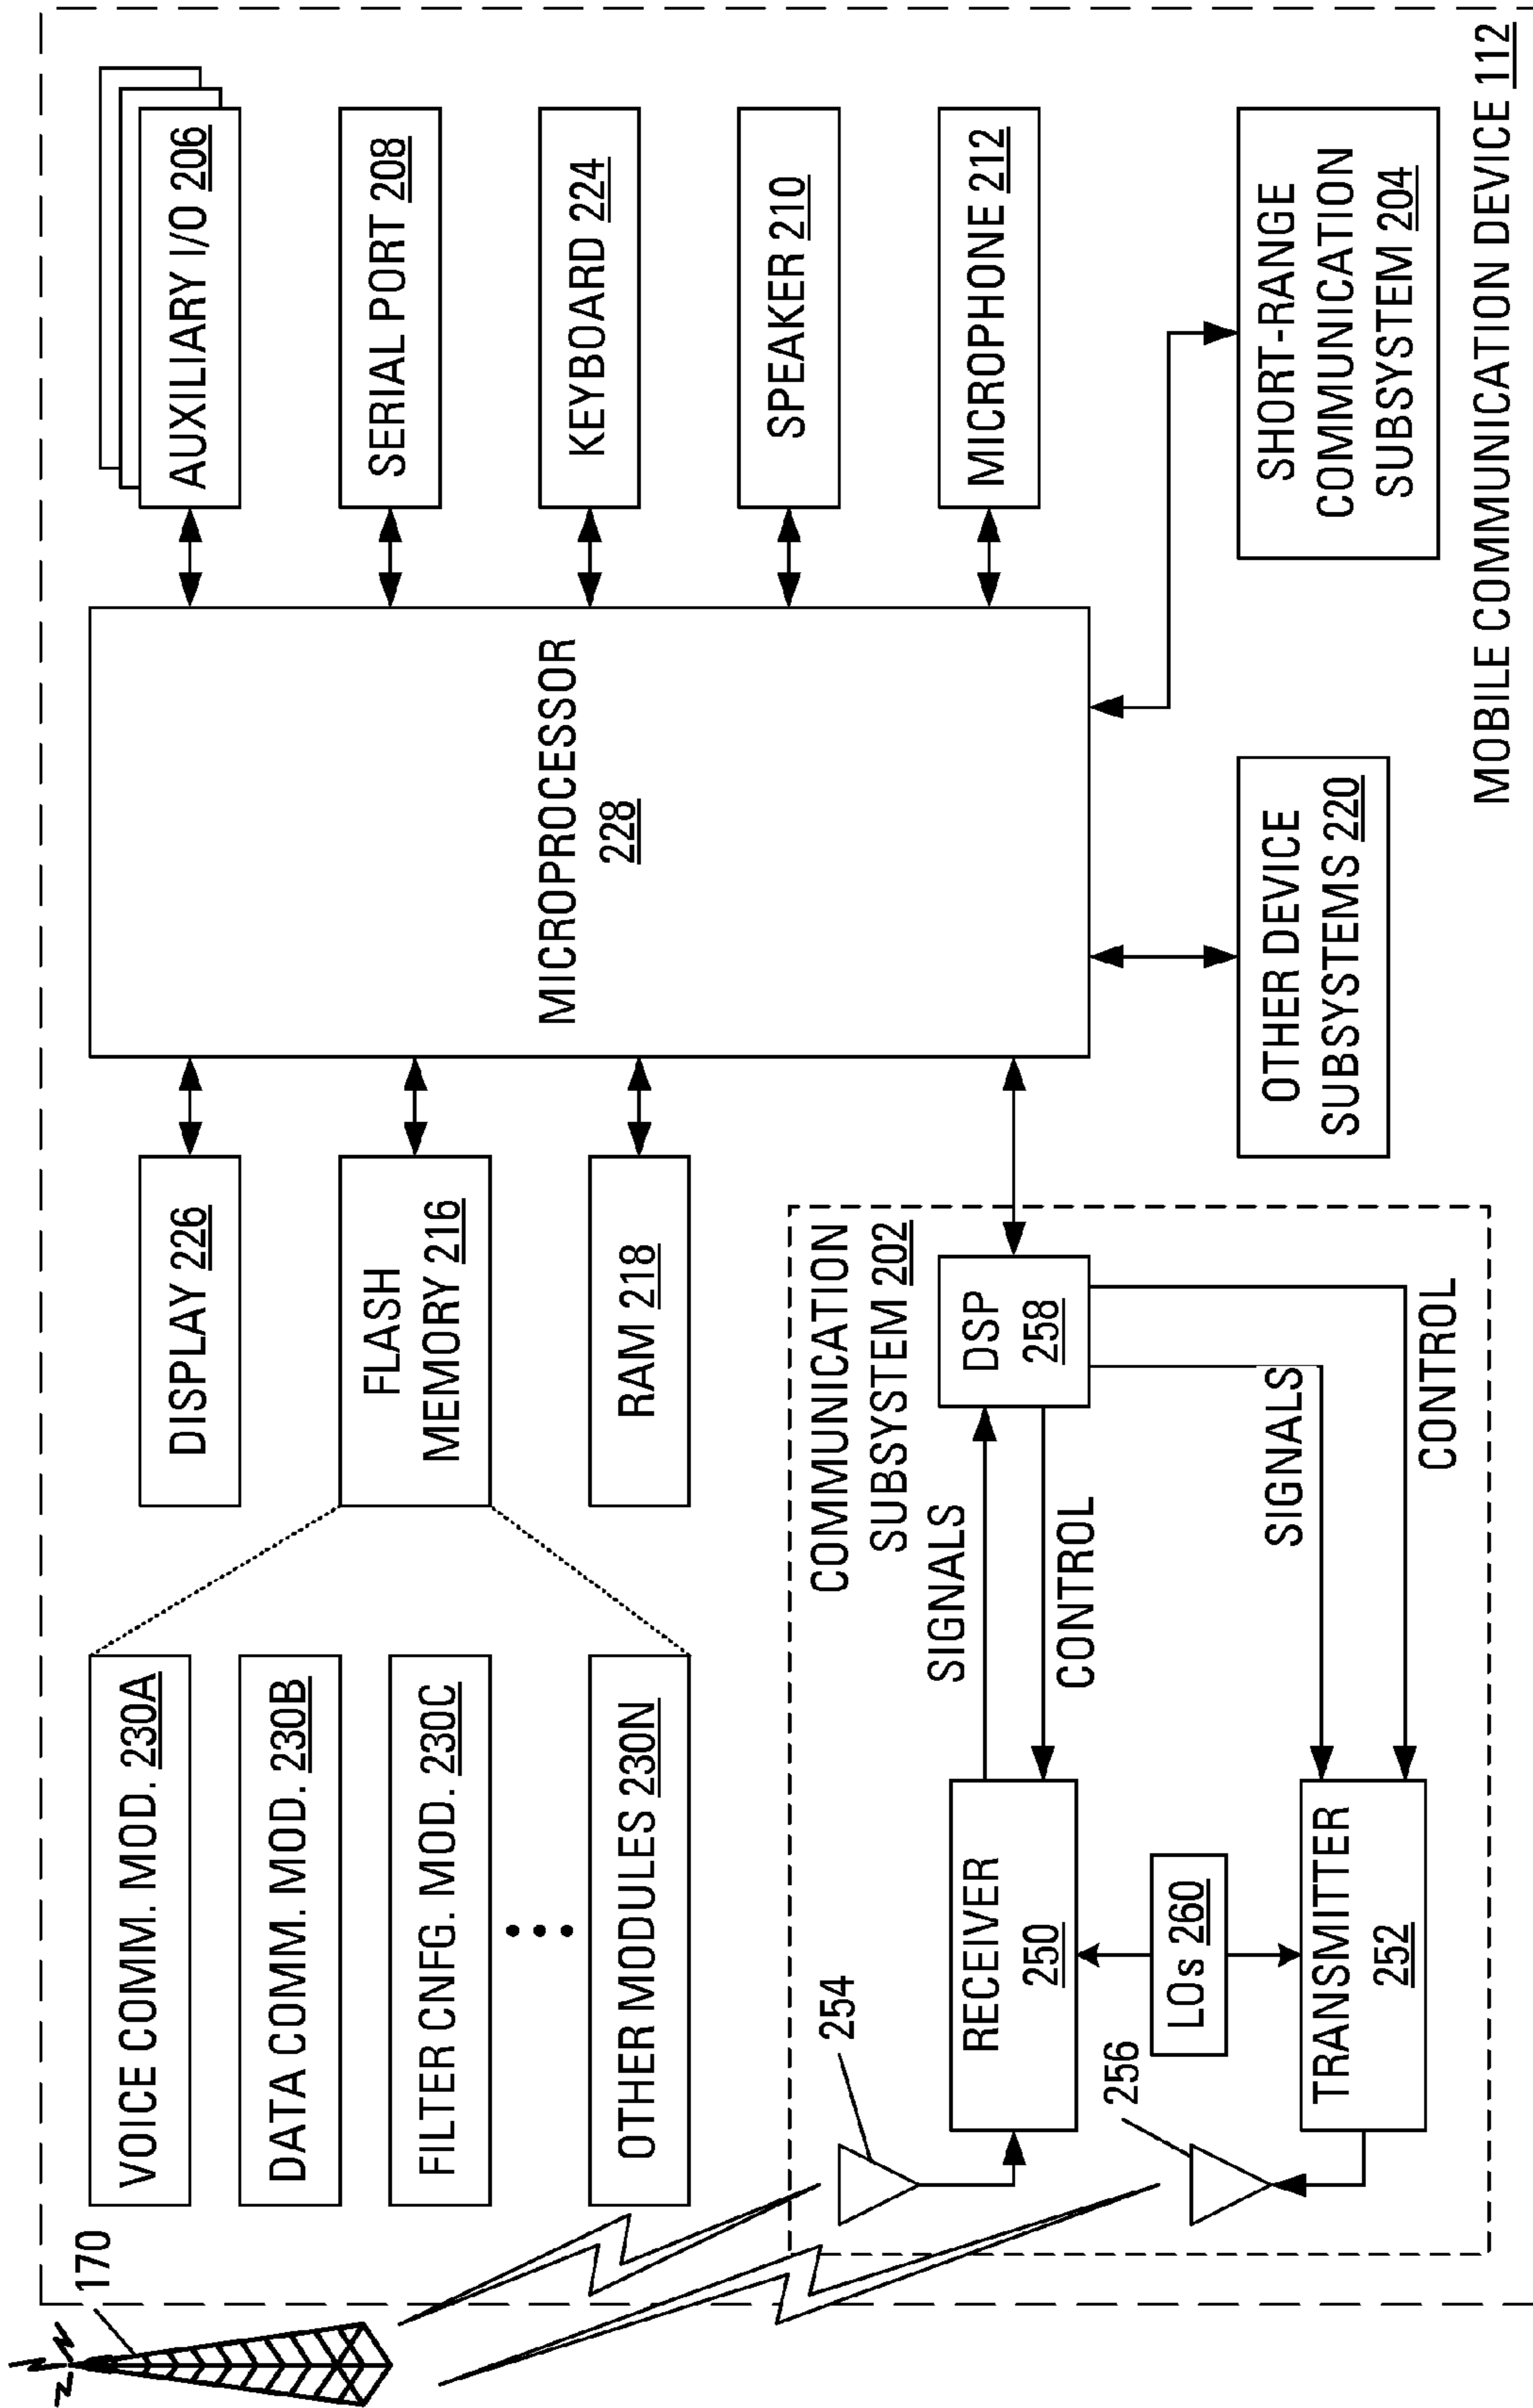 170
VOICE COMM. MOD. 230A
DATA COMM. MOD. 230B
FILTER CNFG. MOD. 230C
OTHER MODULES 230N
DISPLAY 226
FLASH
MEMORY 216
RAM 218
MICROPROCESSOR
228
AUXILIARY I/O 206
SERIAL PORT 208
KEYBOARD 224
SPEAKER 210
MICROPHONE 212
SHORT-RANGE
COMMUNICATION
SUBSYSTEM 204
OTHER DEVICE
SUBSYSTEMS 220
COMMUNICATION
SUBSYSTEM 202
DSP
258
SIGNALS
CONTROL
SIGNALS
CONTROL
254
RECEIVER
250
LOs 260
256
TRANSMITTER
252
MOBILE COMMUNICATION DEVICE 112